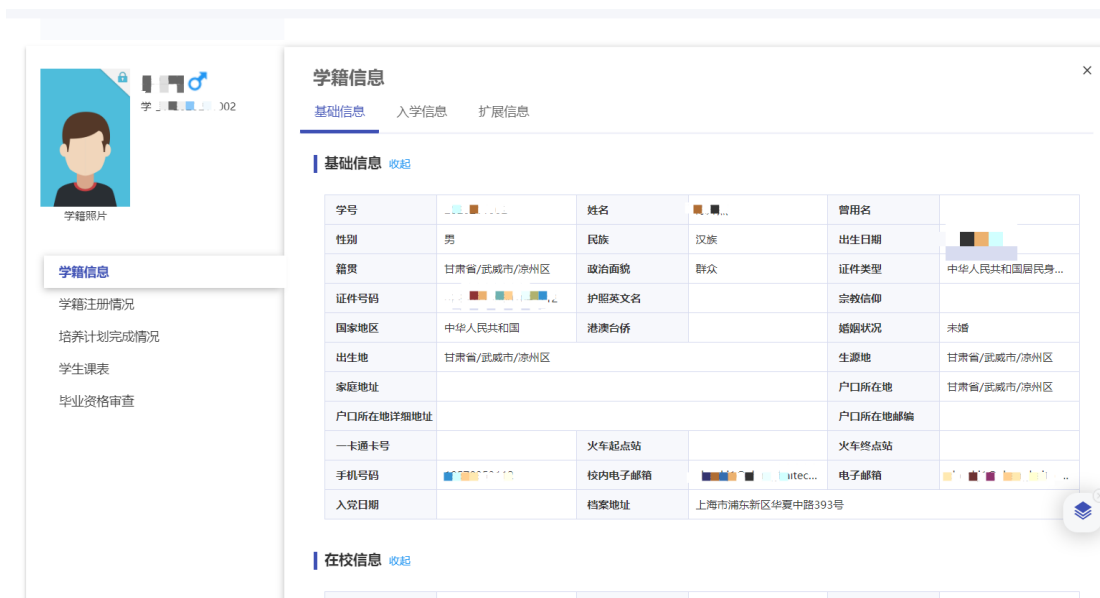 学 002
学籍照片
学籍信息
学籍注册情况
培养计划完成情况
学生课表
毕业资格审查
学籍信息
基础信息 入学信息 扩展信息
基础信息 收起
学号 姓名 曾用名
性别 男 民族 汉族 出生日期
籍贯 甘肃省/武威市/凉州区 政治面貌 群众 证件类型 中华人民共和国居民身...
证件号码 护照英文名 宗教信仰
国家地区 中华人民共和国 港澳台侨 婚姻状况 未婚
出生地 甘肃省/武威市/凉州区 生源地 甘肃省/武威市/凉州区
家庭地址 户口所在地 甘肃省/武威市/凉州区
户口所在地详细地址 户口所在地邮编
一卡通卡号 火车起点站 火车终点站
手机号码 校内电子邮箱 itec... 电子邮箱
入党日期 档案地址 上海市浦东新区华夏中路393号
在校信息 收起